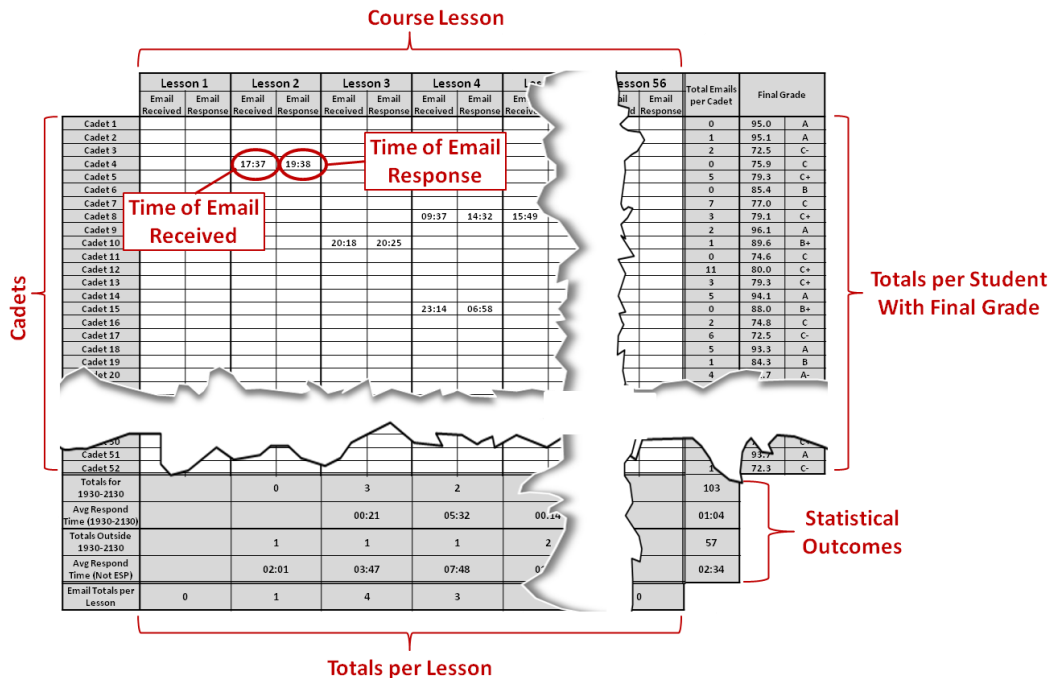 Course Lesson
Lesson 1 Lesson 2 Lesson 3 Lesson 4 Lesson 56 Total Emails per Cadet Final Grade
Email Received Email Response Email Received Email Response Email Received Email Response Email Received Email Response Email Received Email Response
Cadet 1 0 95.0 A
Cadet 2 1 95.1 A
Cadet 3 2 72.5 C-
Cadet 4 17:37 19:38 0 75.9 C
Cadet 5 5 79.3 C+
Cadet 6 0 85.4 B
Cadet 7 7 77.0 C
Cadet 8 09:37 14:32 15:49 3 79.1 C+
Cadet 9 2 96.1 A
Cadet 10 20:18 20:25 1 89.6 B+
Cadet 11 0 74.6 C
Cadet 12 11 80.0 C+
Cadet 13 3 79.3 C+
Cadet 14 5 94.1 A
Cadet 15 23:14 06:58 0 88.0 B+
Cadet 16 2 74.8 C
Cadet 17 6 72.5 C-
Cadet 18 5 93.3 A
Cadet 19 1 84.3 B
Cadet 20 4 .7 A-
Time of Email
Response
Time of Email
Received
Cadets
Totals per Student
With Final Grade
Cadet 51 A
Cadet 52 72.3 C-
Totals for
1930-2130 0 3 2 103
Avg Respond
Time (1930-2130) 00:21 05:32 00:14 01:04
Totals Outside
1930-2130 1 1 1 2 57
Avg Respond
Time (Not ESP) 02:01 03:47 07:48 02:34
Email Totals per
Lesson 0 1 4 3 0
Statistical
Outcomes
Totals per Lesson